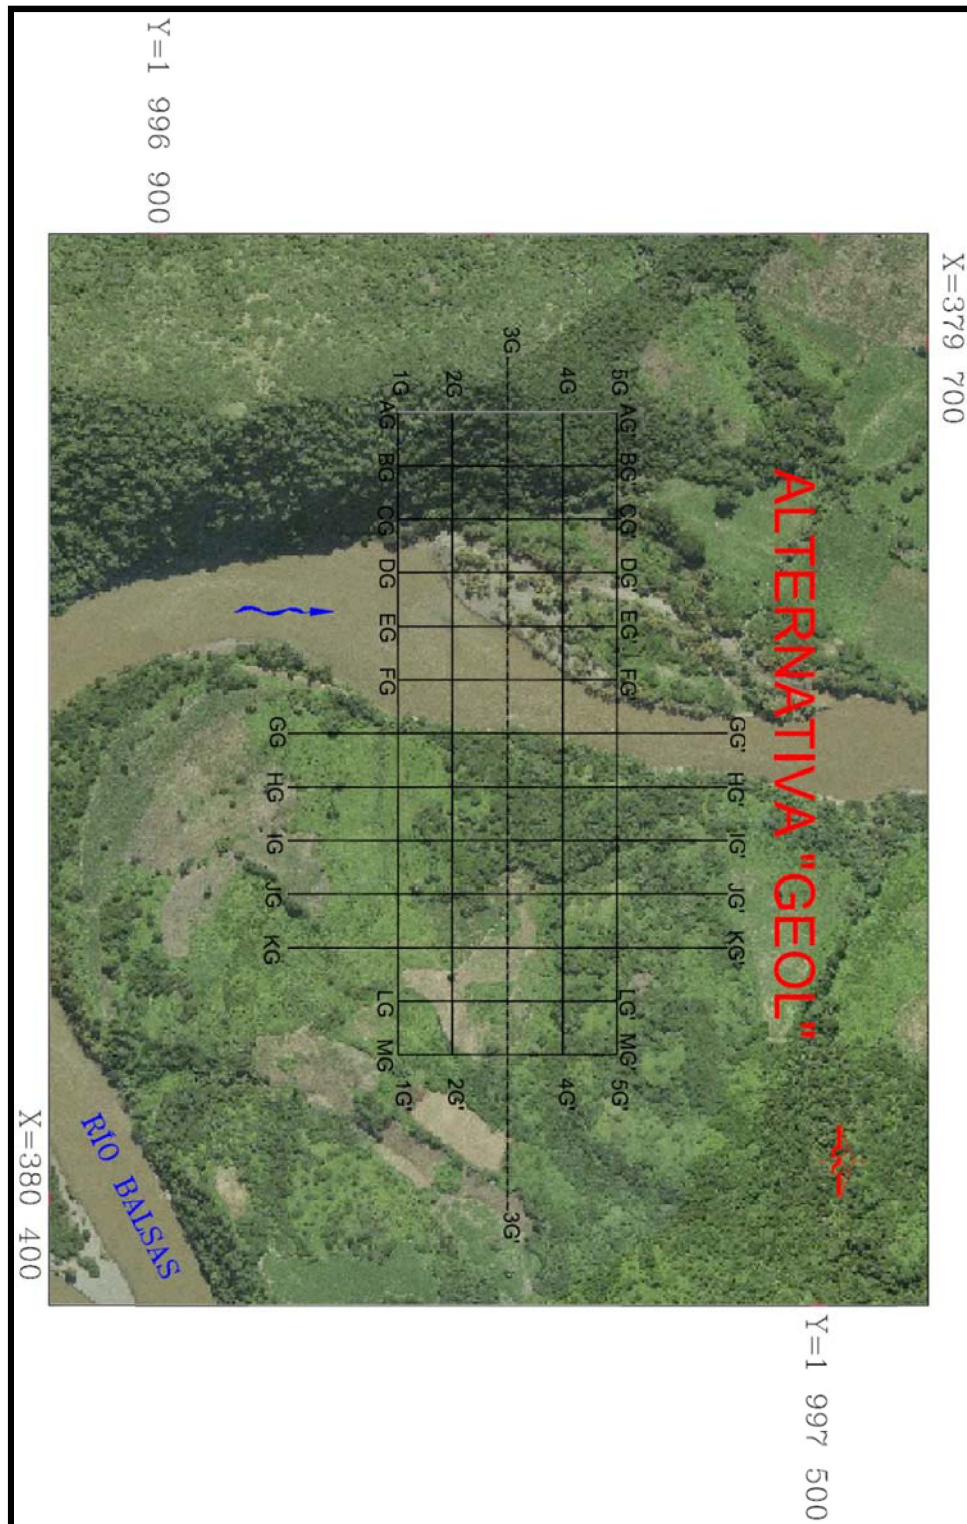 X=379 700
Y=1 997 500
ALTERNATIVA "GEOL"
GG' HG' IG' JG' KG'
AG' BG' CG' DG' EG' FG' LG' MG'
5G 5G'
4G 4G'
3G 3G'
2G 2G'
1G 1G'
AG BG CG DG EG FG LG MG
GG HG IG JG KG
Y=1 996 900
RÍO BALSAS
X=380 400